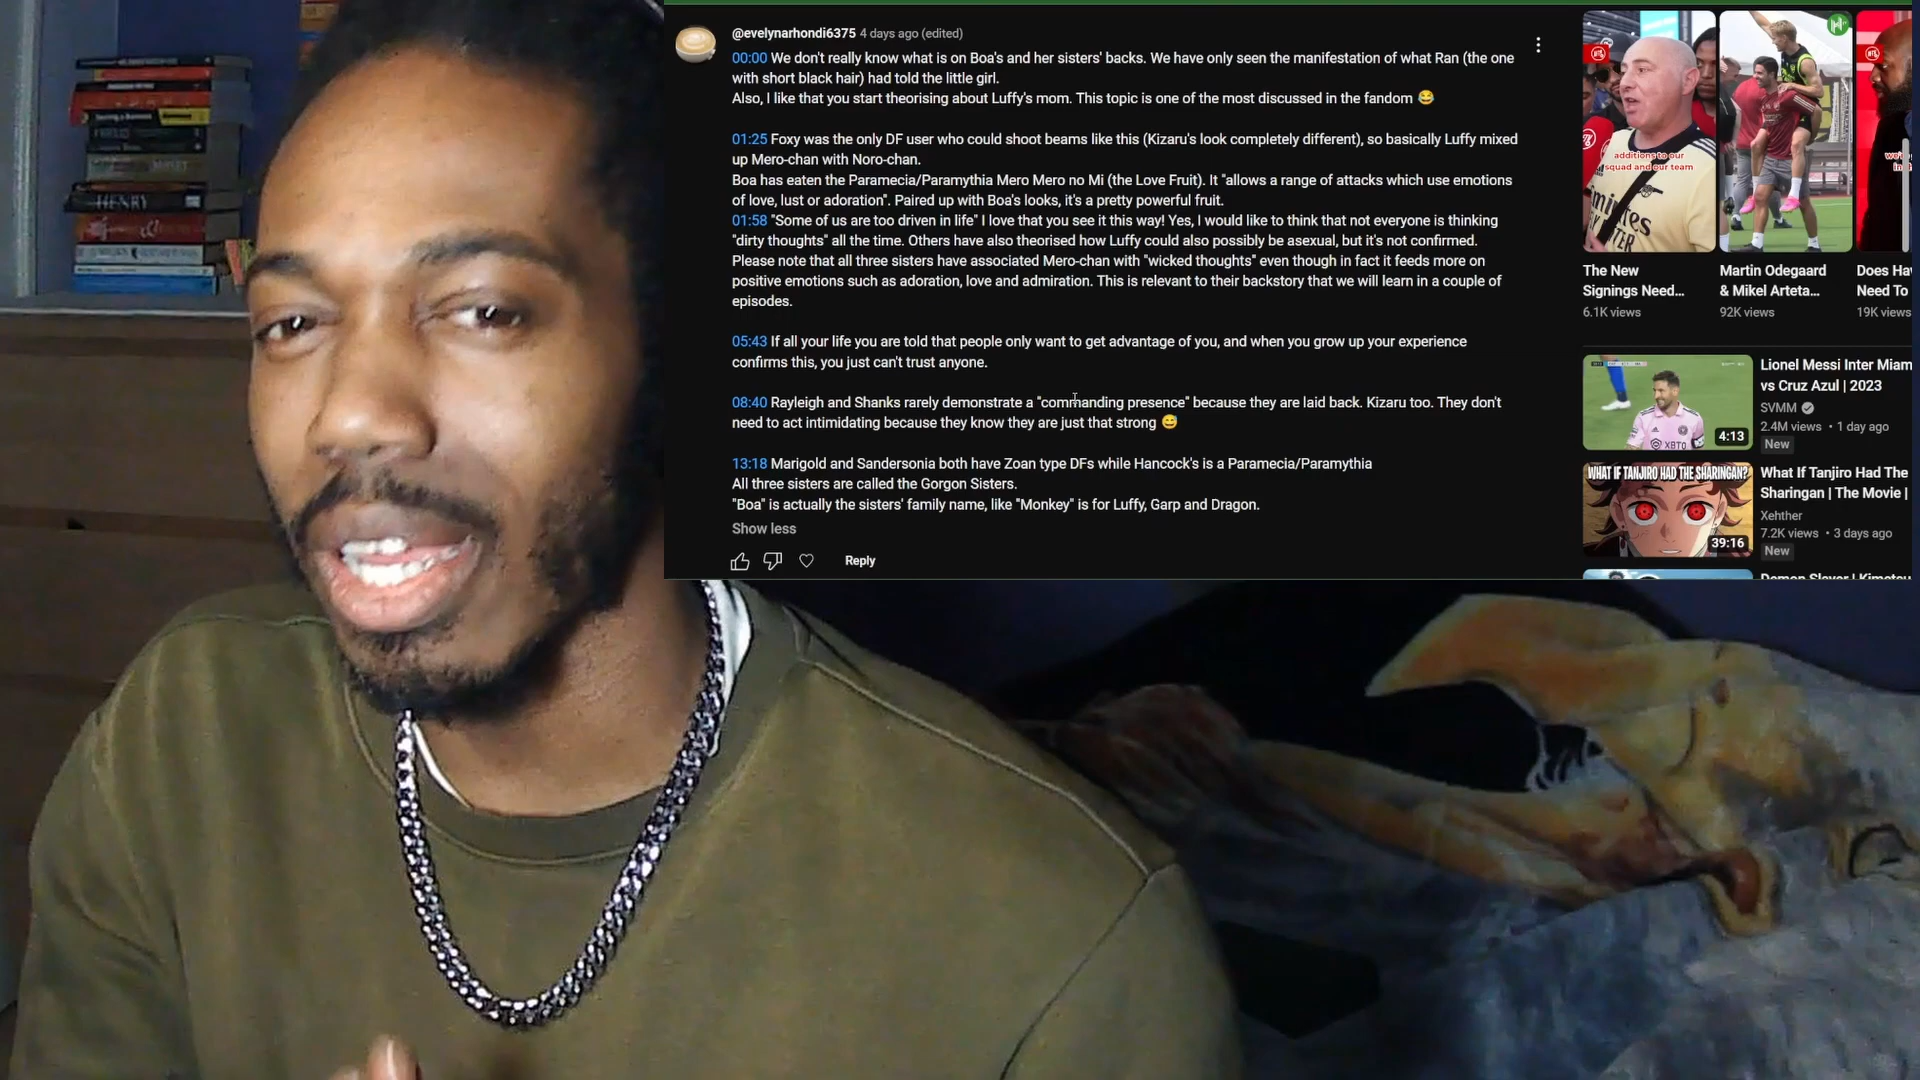 @evelynarhondi6375 4 days ago (edited)
00:00 We don't really know what is on Boa's and her sisters' backs. We have only seen the manifestation of what Ran (the one
with short black hair) had told the little girl.
Also, I like that you start theorising about Luffy's mom. This topic is one of the most discussed in the fandom 😂
01:25 Foxy was the only DF user who could shoot beams like this (Kizaru's look completely different), so basically Luffy mixed
up Mero-chan with Noro-chan.
Boa has eaten the Paramecia/Paramythia Mero Mero no Mi (the Love Fruit). It "allows a range of attacks which use emotions
of love, lust or adoration". Paired up with Boa's looks, it's a pretty powerful fruit.
01:58 "Some of us are too driven in life" I love that you see it this way! Yes, I would like to think that not everyone is thinking
"dirty thoughts" all the time. Others have also theorised how Luffy could also possibly be asexual, but it's not confirmed.
Please note that all three sisters have associated Mero-chan with "wicked thoughts" even though in fact it feeds more on
positive emotions such as adoration, love and admiration. This is relevant to their backstory that we will learn in a couple of
episodes.
05:43 If all your life you are told that people only want to get advantage of you, and when you grow up your experience
confirms this, you just can't trust anyone.
08:40 Rayleigh and Shanks rarely demonstrate a "commanding presence" because they are laid back. Kizaru too. They don't
need to act intimidating because they know they are just that strong 😅
13:18 Marigold and Sandersonia both have Zoan type DFs while Hancock's is a Paramecia/Paramythia
All three sisters are called the Gorgon Sisters.
"Boa" is actually the sisters' family name, like "Monkey" is for Luffy, Garp and Dragon.
Show less
Reply
additions to our
squad and our team
The New
Signings Need...
6.1K views
Martin Odegaard
& Mikel Arteta...
92K views
Does Ha
Need To
19K views
Lionel Messi Inter Miam
vs Cruz Azul | 2023
SVMM
2.4M views • 1 day ago
New
4:13
XBTO
WHAT IF TANJIRO HAD THE SHARINGAN?
39:16
What If Tanjiro Had The
Sharingan | The Movie |
Xehther
7.2K views • 3 days ago
New
HENRY